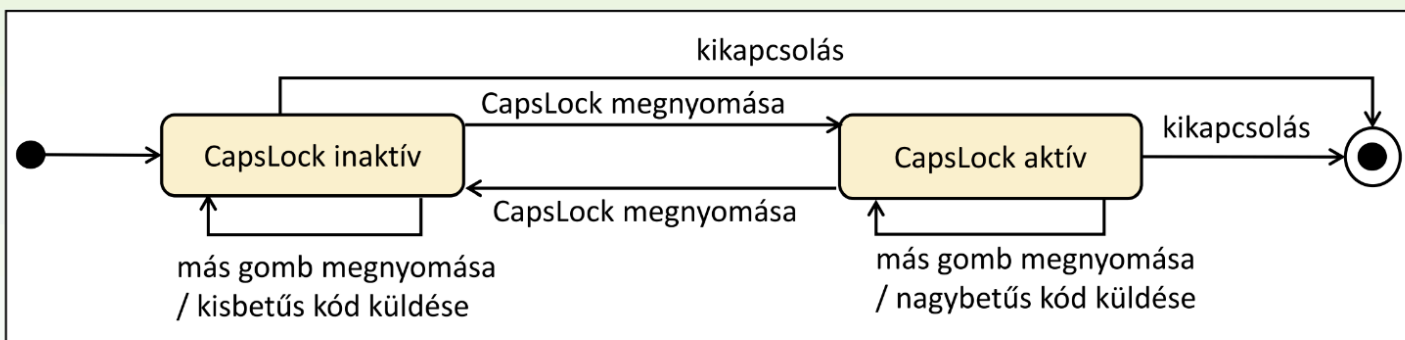 kikapcsolás
CapsLock megnyomása
kikapcsolás
CapsLock inaktív
CapsLock aktív
CapsLock megnyomása
más gomb megnyomása
/ kisbetűs kód küldése
más gomb megnyomása
/ nagybetűs kód küldése